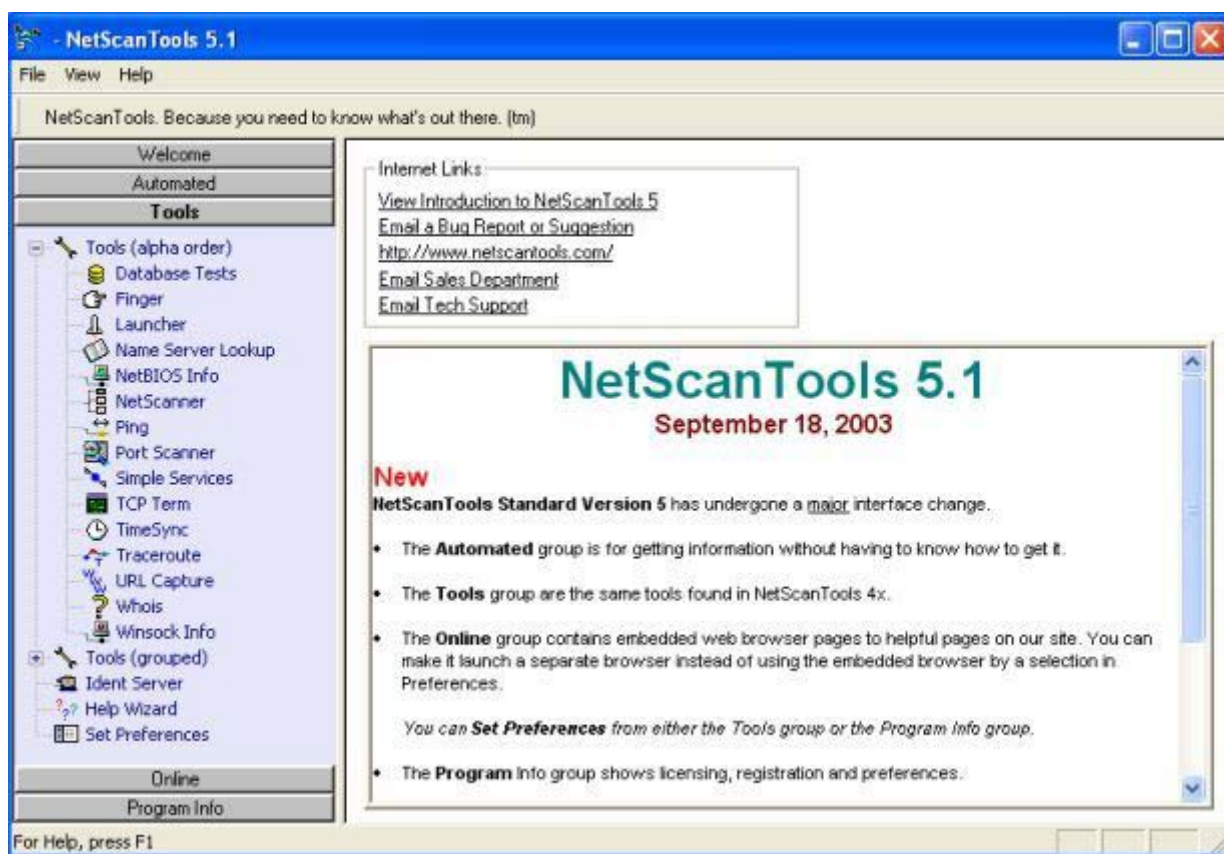 - NetScanTools 5.1
File View Help
NetScanTools. Because you need to know what's out there. (tm)
Welcome
Automated
Tools
Tools (alpha order)
Database Tests
Finger
Launcher
Name Server Lookup
NetBIOS Info
NetScanner
Ping
Port Scanner
Simple Services
TCP Term
TimeSync
Traceroute
URL Capture
Whois
Winsock Info
Tools (grouped)
Ident Server
Help Wizard
Set Preferences
Online
Program Info
Internet Links
View Introduction to NetScanTools 5
Email a Bug Report or Suggestion
http://www.netscantools.com/
Email Sales Department
Email Tech Support
NetScanTools 5.1
September 18, 2003
New
NetScanTools Standard Version 5 has undergone a major interface change.
• The Automated group is for getting information without having to know how to get it.
• The Tools group are the same tools found in NetScanTools 4x.
• The Online group contains embedded web browser pages to helpful pages on our site. You can
make it launch a separate browser instead of using the embedded browser by a selection in
Preferences.
You can Set Preferences from either the Tools group or the Program Info group.
• The Program Info group shows licensing, registration and preferences.
For Help, press F1